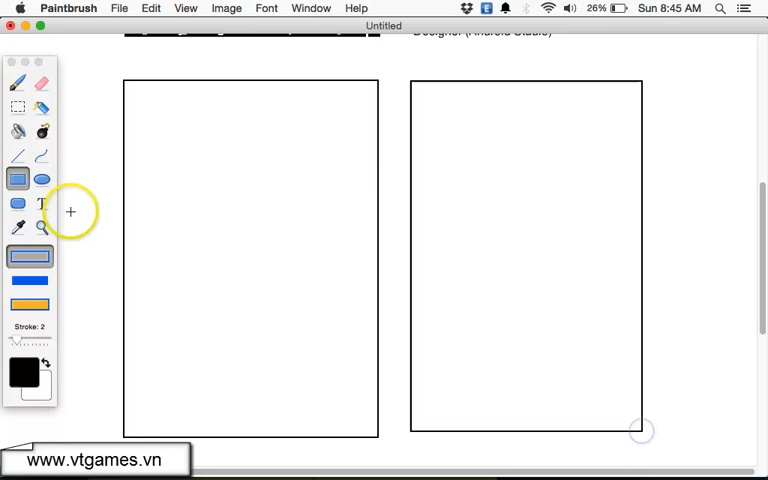 Paintbrush File Edit View Image Font Window Help 26% Sun 8:45 AM
Untitled
Designer (Android Studio)
T
Stroke: 2
www.vtgames.vn